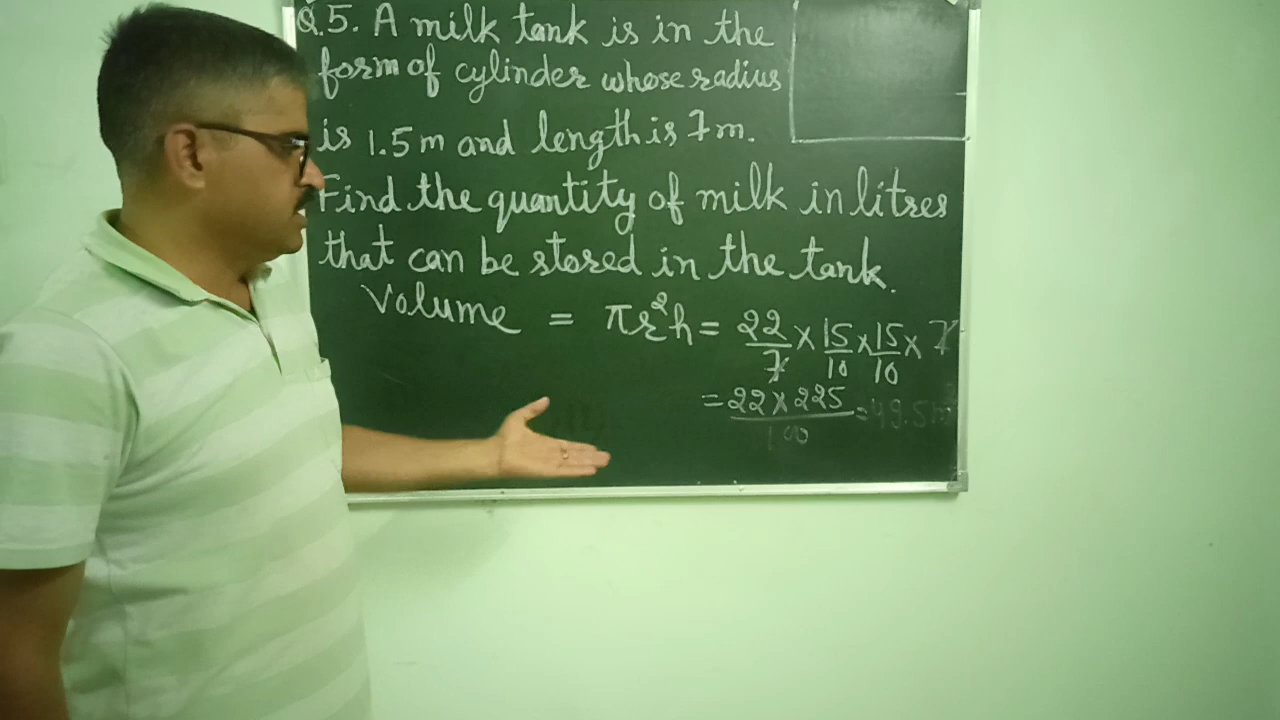 Q.5. A milk tank is in the
form of cylinder whose radius
is 1.5 m and length is 7 m.
Find the quantity of milk in litres
that can be stored in the tank.
Volume = πr²h = 22/7 × 15/10 × 15/10 × 7
= 22 × 225/100 = 49.5 m³